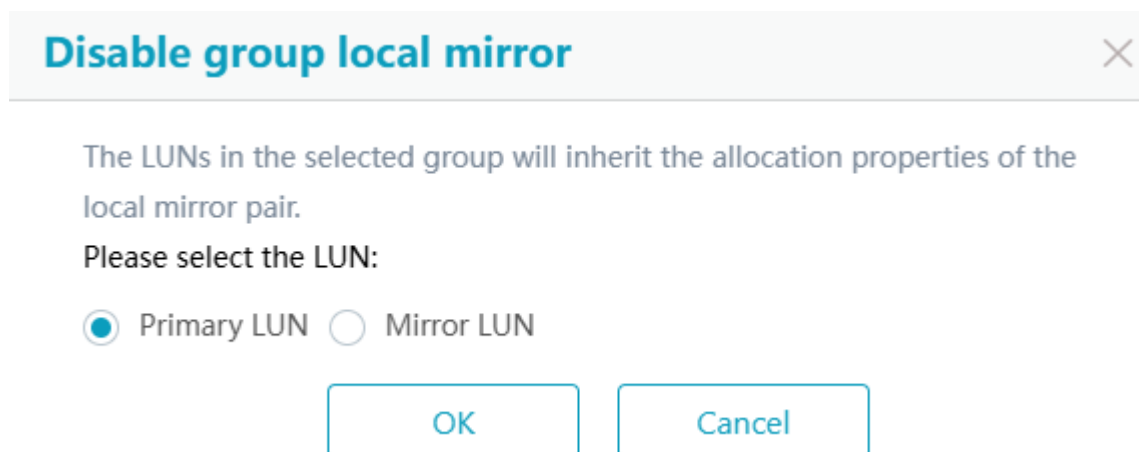 Disable group local mirror
The LUNs in the selected group will inherit the allocation properties of the
local mirror pair.
Please select the LUN:
Primary LUN Mirror LUN
OK Cancel